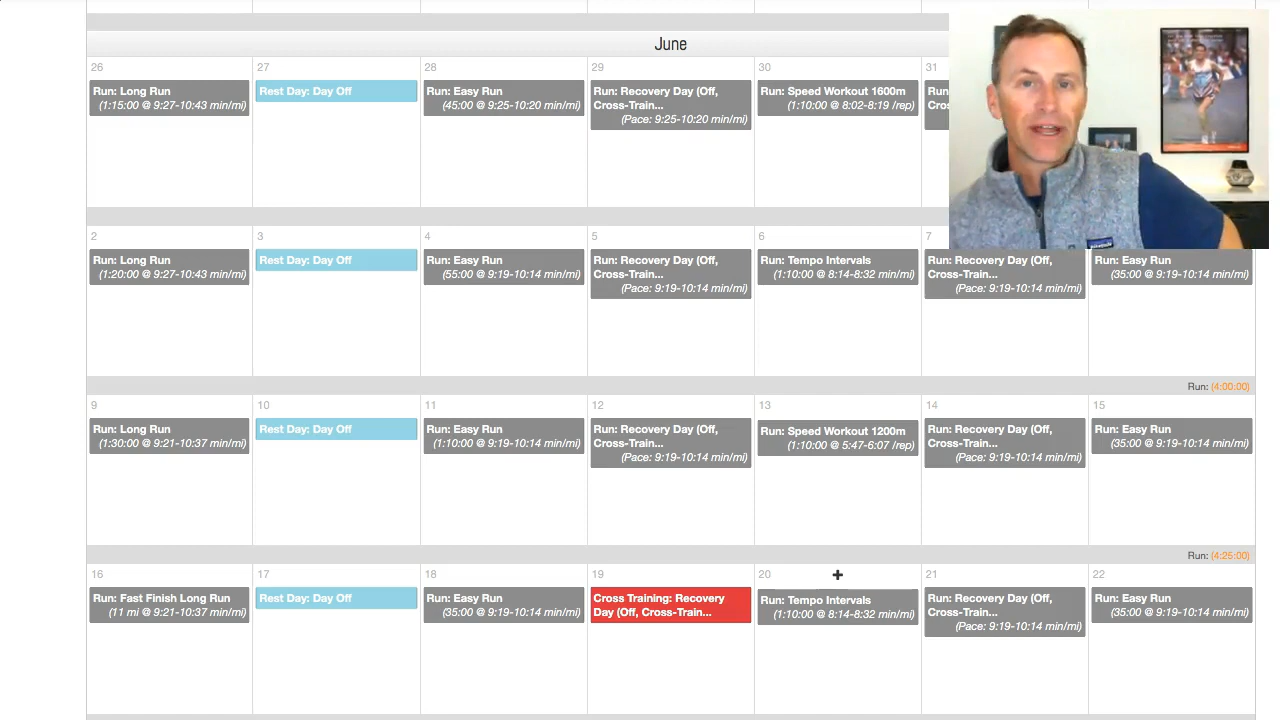 June
26
27
28
29
30
31
Run: Long Run
(1:15:00 @ 9:27-10:43 min/mi)
Rest Day: Day Off
Run: Easy Run
(45:00 @ 9:25-10:20 min/mi)
Run: Recovery Day (Off,
Cross-Train...
(Pace: 9:25-10:20 min/mi)
Run: Speed Workout 1600m
(1:10:00 @ 8:02-8:19 /rep)
Run
Cros
2
3
4
5
6
7
Run: Long Run
(1:20:00 @ 9:27-10:43 min/mi)
Rest Day: Day Off
Run: Easy Run
(55:00 @ 9:19-10:14 min/mi)
Run: Recovery Day (Off,
Cross-Train...
(Pace: 9:19-10:14 min/mi)
Run: Tempo Intervals
(1:10:00 @ 8:14-8:32 min/mi)
Run: Recovery Day (Off,
Cross-Train...
(Pace: 9:19-10:14 min/mi)
Run: Easy Run
(35:00 @ 9:19-10:14 min/mi)
Run: (4:00:00)
9
10
11
12
13
14
15
Run: Long Run
(1:30:00 @ 9:21-10:37 min/mi)
Rest Day: Day Off
Run: Easy Run
(1:10:00 @ 9:19-10:14 min/mi)
Run: Recovery Day (Off,
Cross-Train...
(Pace: 9:19-10:14 min/mi)
Run: Speed Workout 1200m
(1:10:00 @ 5:47-6:07 /rep)
Run: Recovery Day (Off,
Cross-Train...
(Pace: 9:19-10:14 min/mi)
Run: Easy Run
(35:00 @ 9:19-10:14 min/mi)
Run: (4:25:00)
16
17
18
19
20
21
22
Run: Fast Finish Long Run
(11 mi @ 9:21-10:37 min/mi)
Rest Day: Day Off
Run: Easy Run
(35:00 @ 9:19-10:14 min/mi)
Cross Training: Recovery
Day (Off, Cross-Train...
Run: Tempo Intervals
(1:10:00 @ 8:14-8:32 min/mi)
Run: Recovery Day (Off,
Cross-Train...
(Pace: 9:19-10:14 min/mi)
Run: Easy Run
(35:00 @ 9:19-10:14 min/mi)